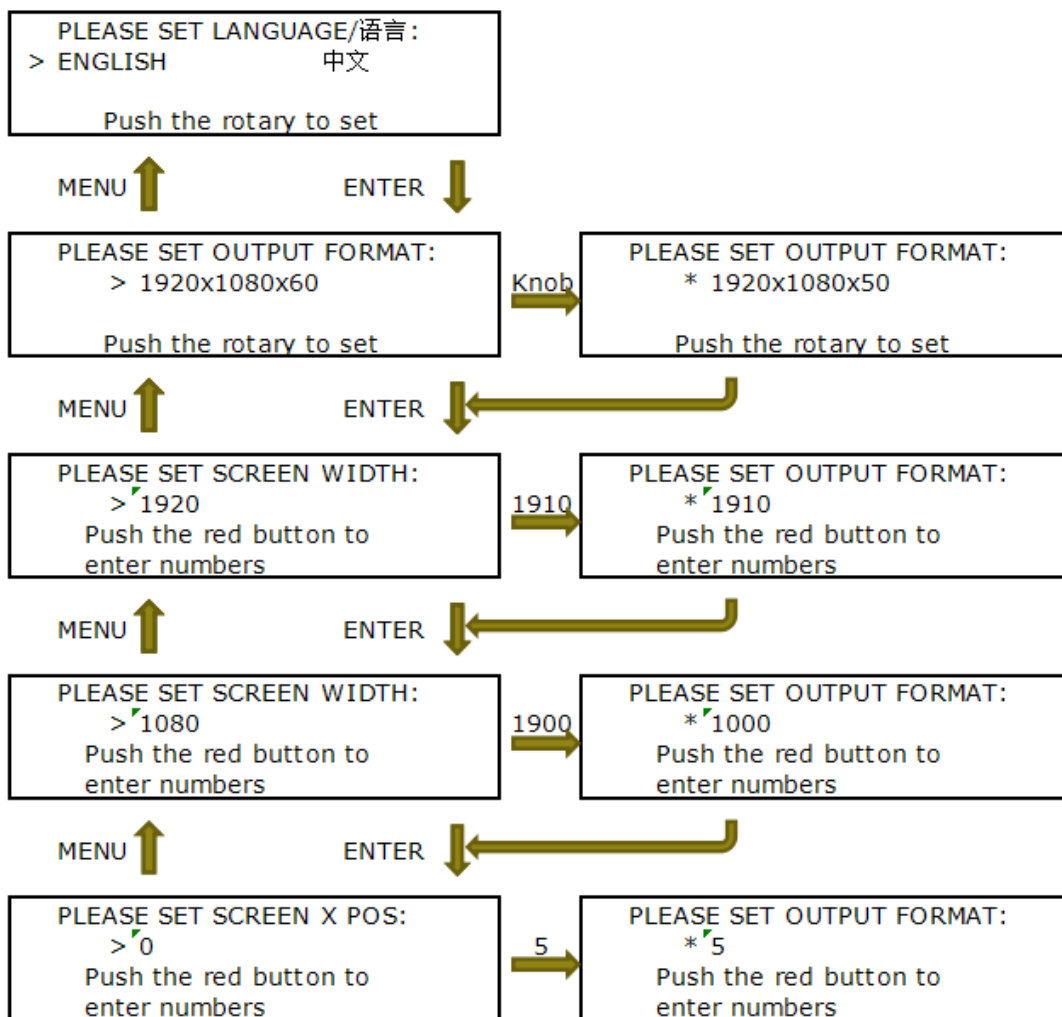 PLEASE SET LANGUAGE/语言:
> ENGLISH 中文
Push the rotary to set
MENU ENTER
PLEASE SET OUTPUT FORMAT:
> 1920x1080x60
Push the rotary to set
Knob
PLEASE SET OUTPUT FORMAT:
* 1920x1080x50
Push the rotary to set
MENU ENTER
PLEASE SET SCREEN WIDTH:
> 1920
Push the red button to
enter numbers
1910
PLEASE SET OUTPUT FORMAT:
* 1910
Push the red button to
enter numbers
MENU ENTER
PLEASE SET SCREEN WIDTH:
> 1080
Push the red button to
enter numbers
1900
PLEASE SET OUTPUT FORMAT:
* 1000
Push the red button to
enter numbers
MENU ENTER
PLEASE SET SCREEN X POS:
> 0
Push the red button to
enter numbers
5
PLEASE SET OUTPUT FORMAT:
* 5
Push the red button to
enter numbers